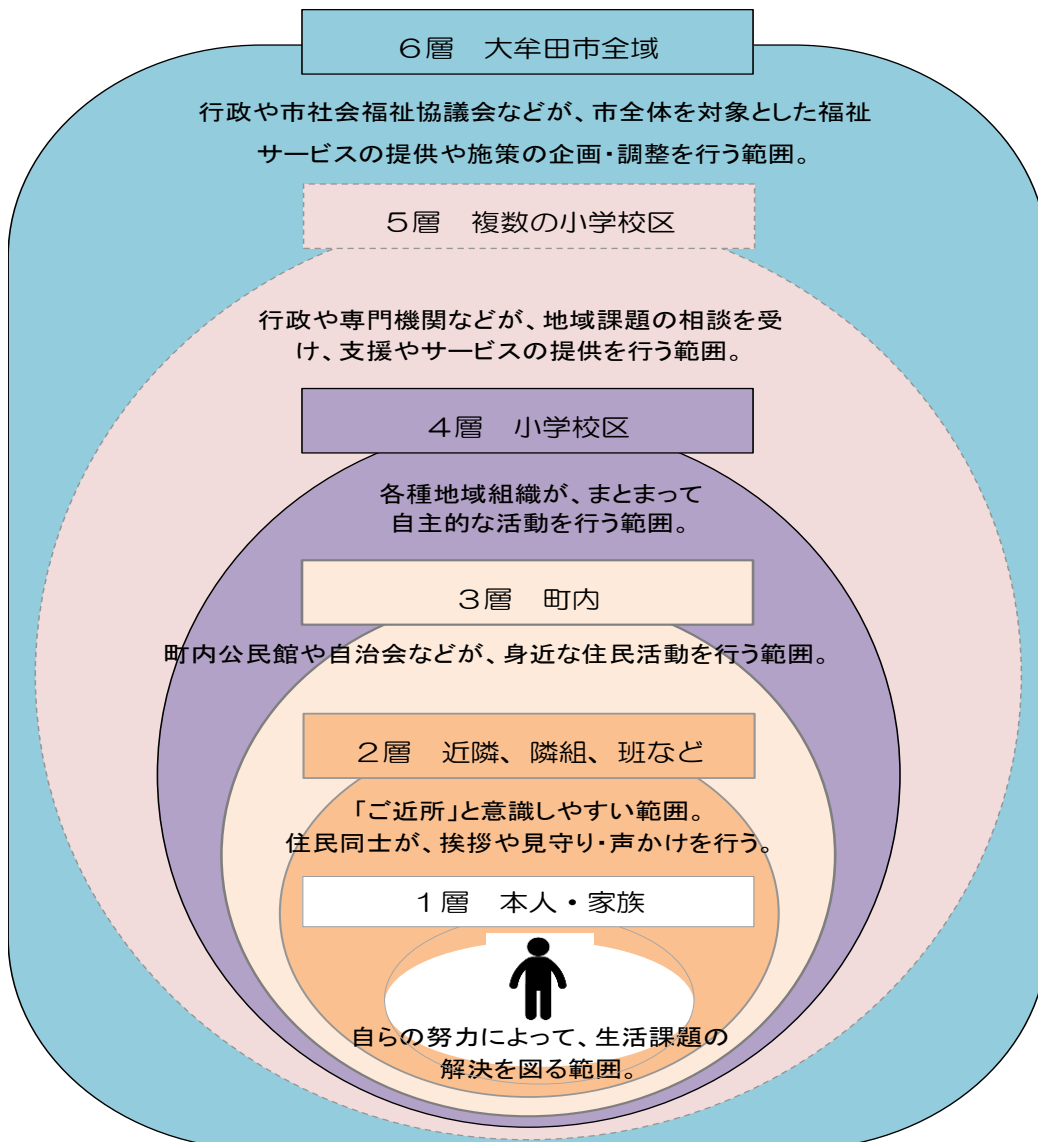 ６層　大牟田市全域
行政や市社会福祉協議会などが、市全体を対象とした福祉
サービスの提供や施策の企画・調整を行う範囲。
５層　複数の小学校区
行政や専門機関などが、地域課題の相談を受
け、支援やサービスの提供を行う範囲。
４層　小学校区
各種地域組織が、まとまって
自主的な活動を行う範囲。
３層　町内
町内公民館や自治会などが、身近な住民活動を行う範囲。
２層　近隣、隣組、班など
「ご近所」と意識しやすい範囲。
住民同士が、挨拶や見守り・声かけを行う。
１層　本人・家族
自らの努力によって、生活課題の
解決を図る範囲。